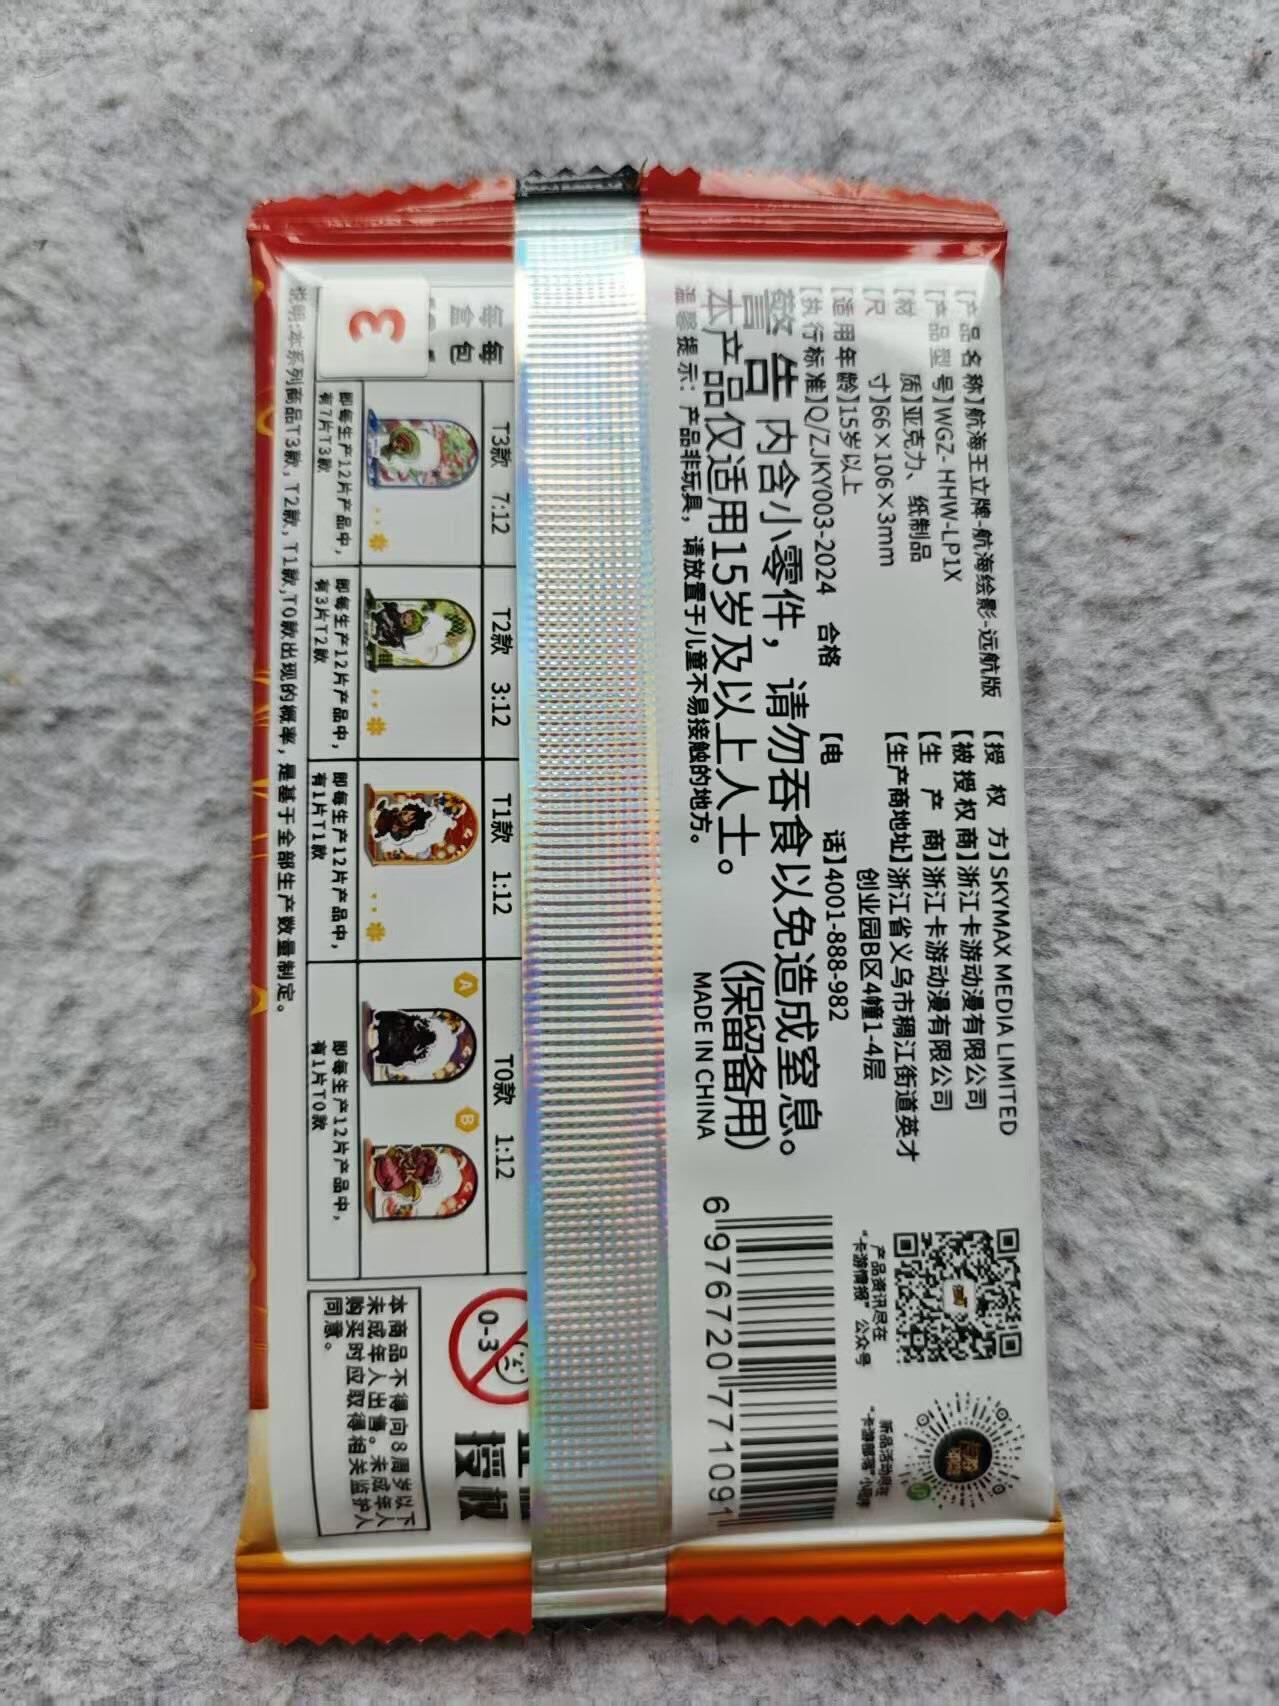 【产品名称】航海王立牌-航海绘影-远航版
【产品型号】WGZ-HHW-LP1X
【材 质】亚克力、纸制品
【尺 寸】66×106×3mm
【适用年龄】15岁以上
【执行标准】Q/ZJKY003-2024 合格
【授 权 方】SKYMAX MEDIA LIMITED
【被授权商】浙江卡游动漫有限公司
【生 产 商】浙江卡游动漫有限公司
【生产商地址】浙江省义乌市稠江街道英才
创业园B区4幢1-4层
【电 话】4001-888-982
警告 内含小零件，请勿吞食以免造成窒息。
本产品仅适用15岁及以上人士。 (保留备用)
温馨提示：产品非玩具，请放置于儿童不易接触的地方。
MADE IN CHINA
产品资讯尽在
"卡游情报"公众号
新品活动尽在
6 976720 771091
每包
每盒
3
T3款 7:12
即每生产12片产品中，
有7片T3款
T2款 3:12
即每生产12片产品中，
有3片T2款
T1款 1:12
即每生产12片产品中，
有1片T1款
T0款 1:12
A
B
即每生产12片产品中，
有1片T0款
说明:本系列商品T3款，T2款，T1款,T0款出现的概率，是基于全部生产数量制定。
0-3
授权
本商品不得向8周岁以下
未成年人出售。未成年人
购买时应取得相关监护人
同意。